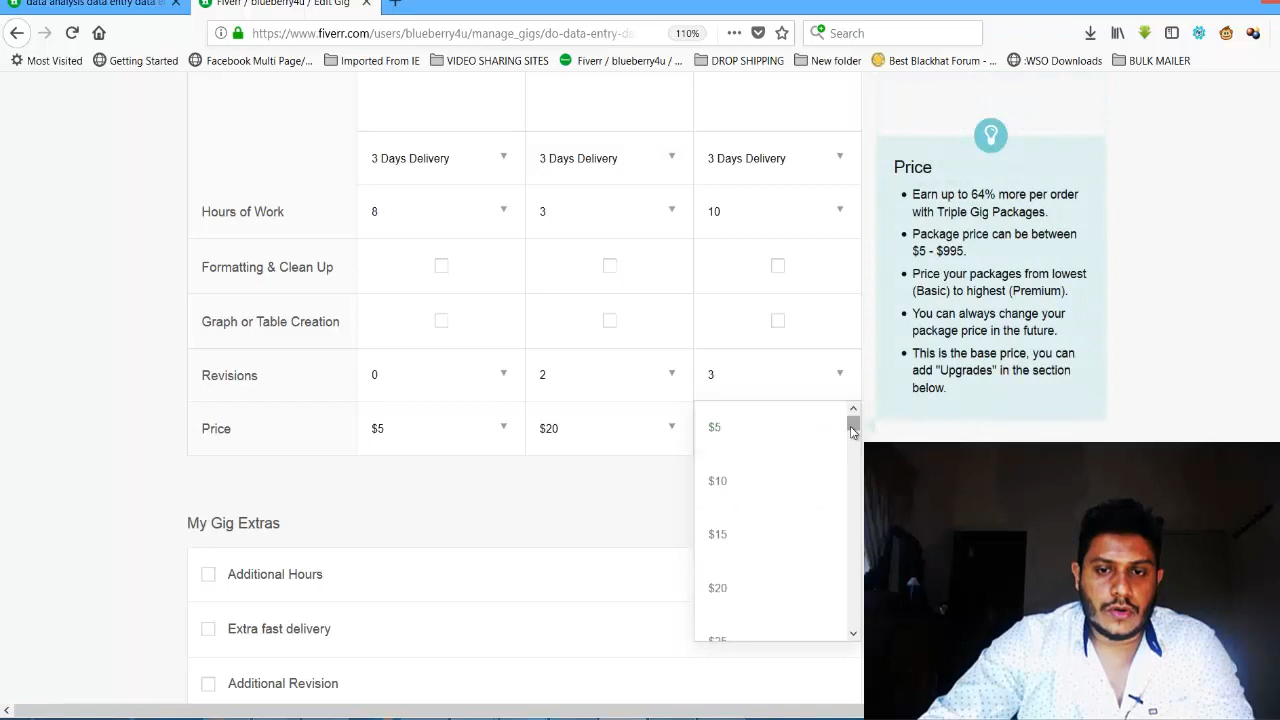 data analysis data entry data e
Fiverr / blueberry4u / Edit Gig
https://www.fiverr.com/users/blueberry4u/manage_gigs/do-data-entry-da
110%
Search
Most Visited
Getting Started
Facebook Multi Page/...
Imported From IE
VIDEO SHARING SITES
Fiverr / blueberry4u / ...
DROP SHIPPING
New folder
Best Blackhat Forum - ...
:WSO Downloads
BULK MAILER
3 Days Delivery 3 Days Delivery 3 Days Delivery
Hours of Work 8 3 10
Formatting & Clean Up
Graph or Table Creation
Revisions 0 2 3
Price $5 $20
$5
$10
$15
$20
$25
My Gig Extras
Additional Hours
Extra fast delivery
Additional Revision
Price
Earn up to 64% more per order
with Triple Gig Packages.
Package price can be between
$5 - $995.
Price your packages from lowest
(Basic) to highest (Premium).
You can always change your
package price in the future.
This is the base price, you can
add "Upgrades" in the section
below.